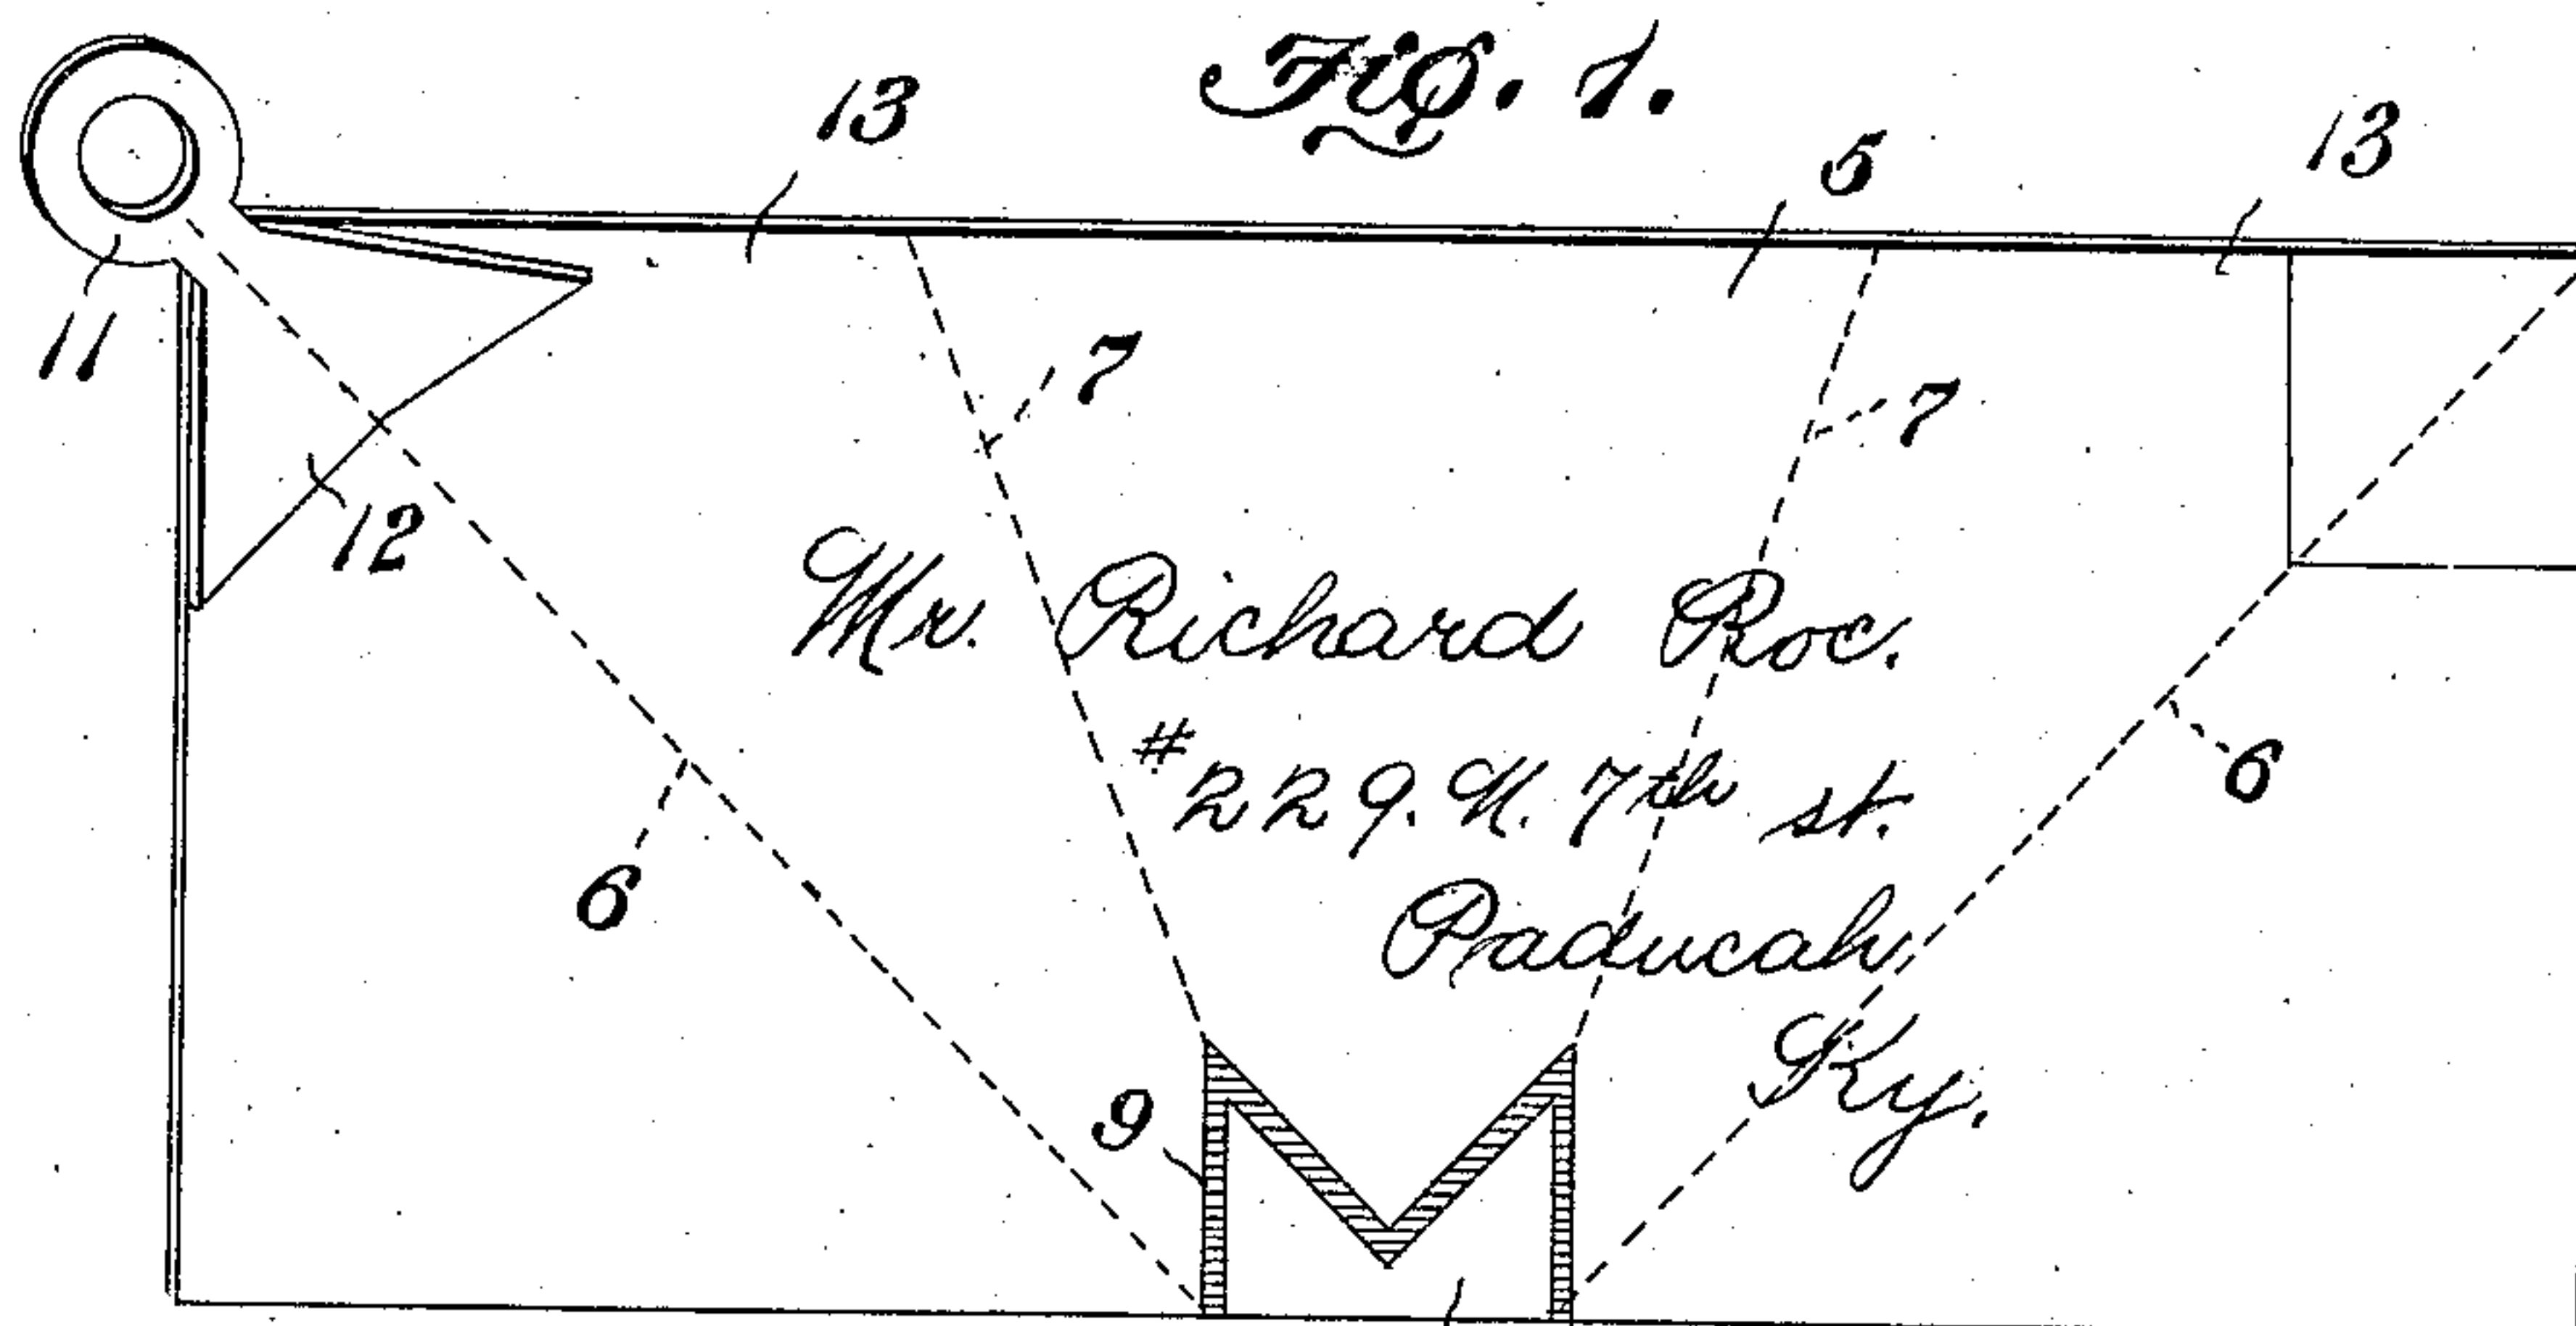 Fig. 1.
13
5
13
11
7
7
12
Mr. Richard Roe.
#229. N. 7th st.
6
6
Paducah,
Ky.
9